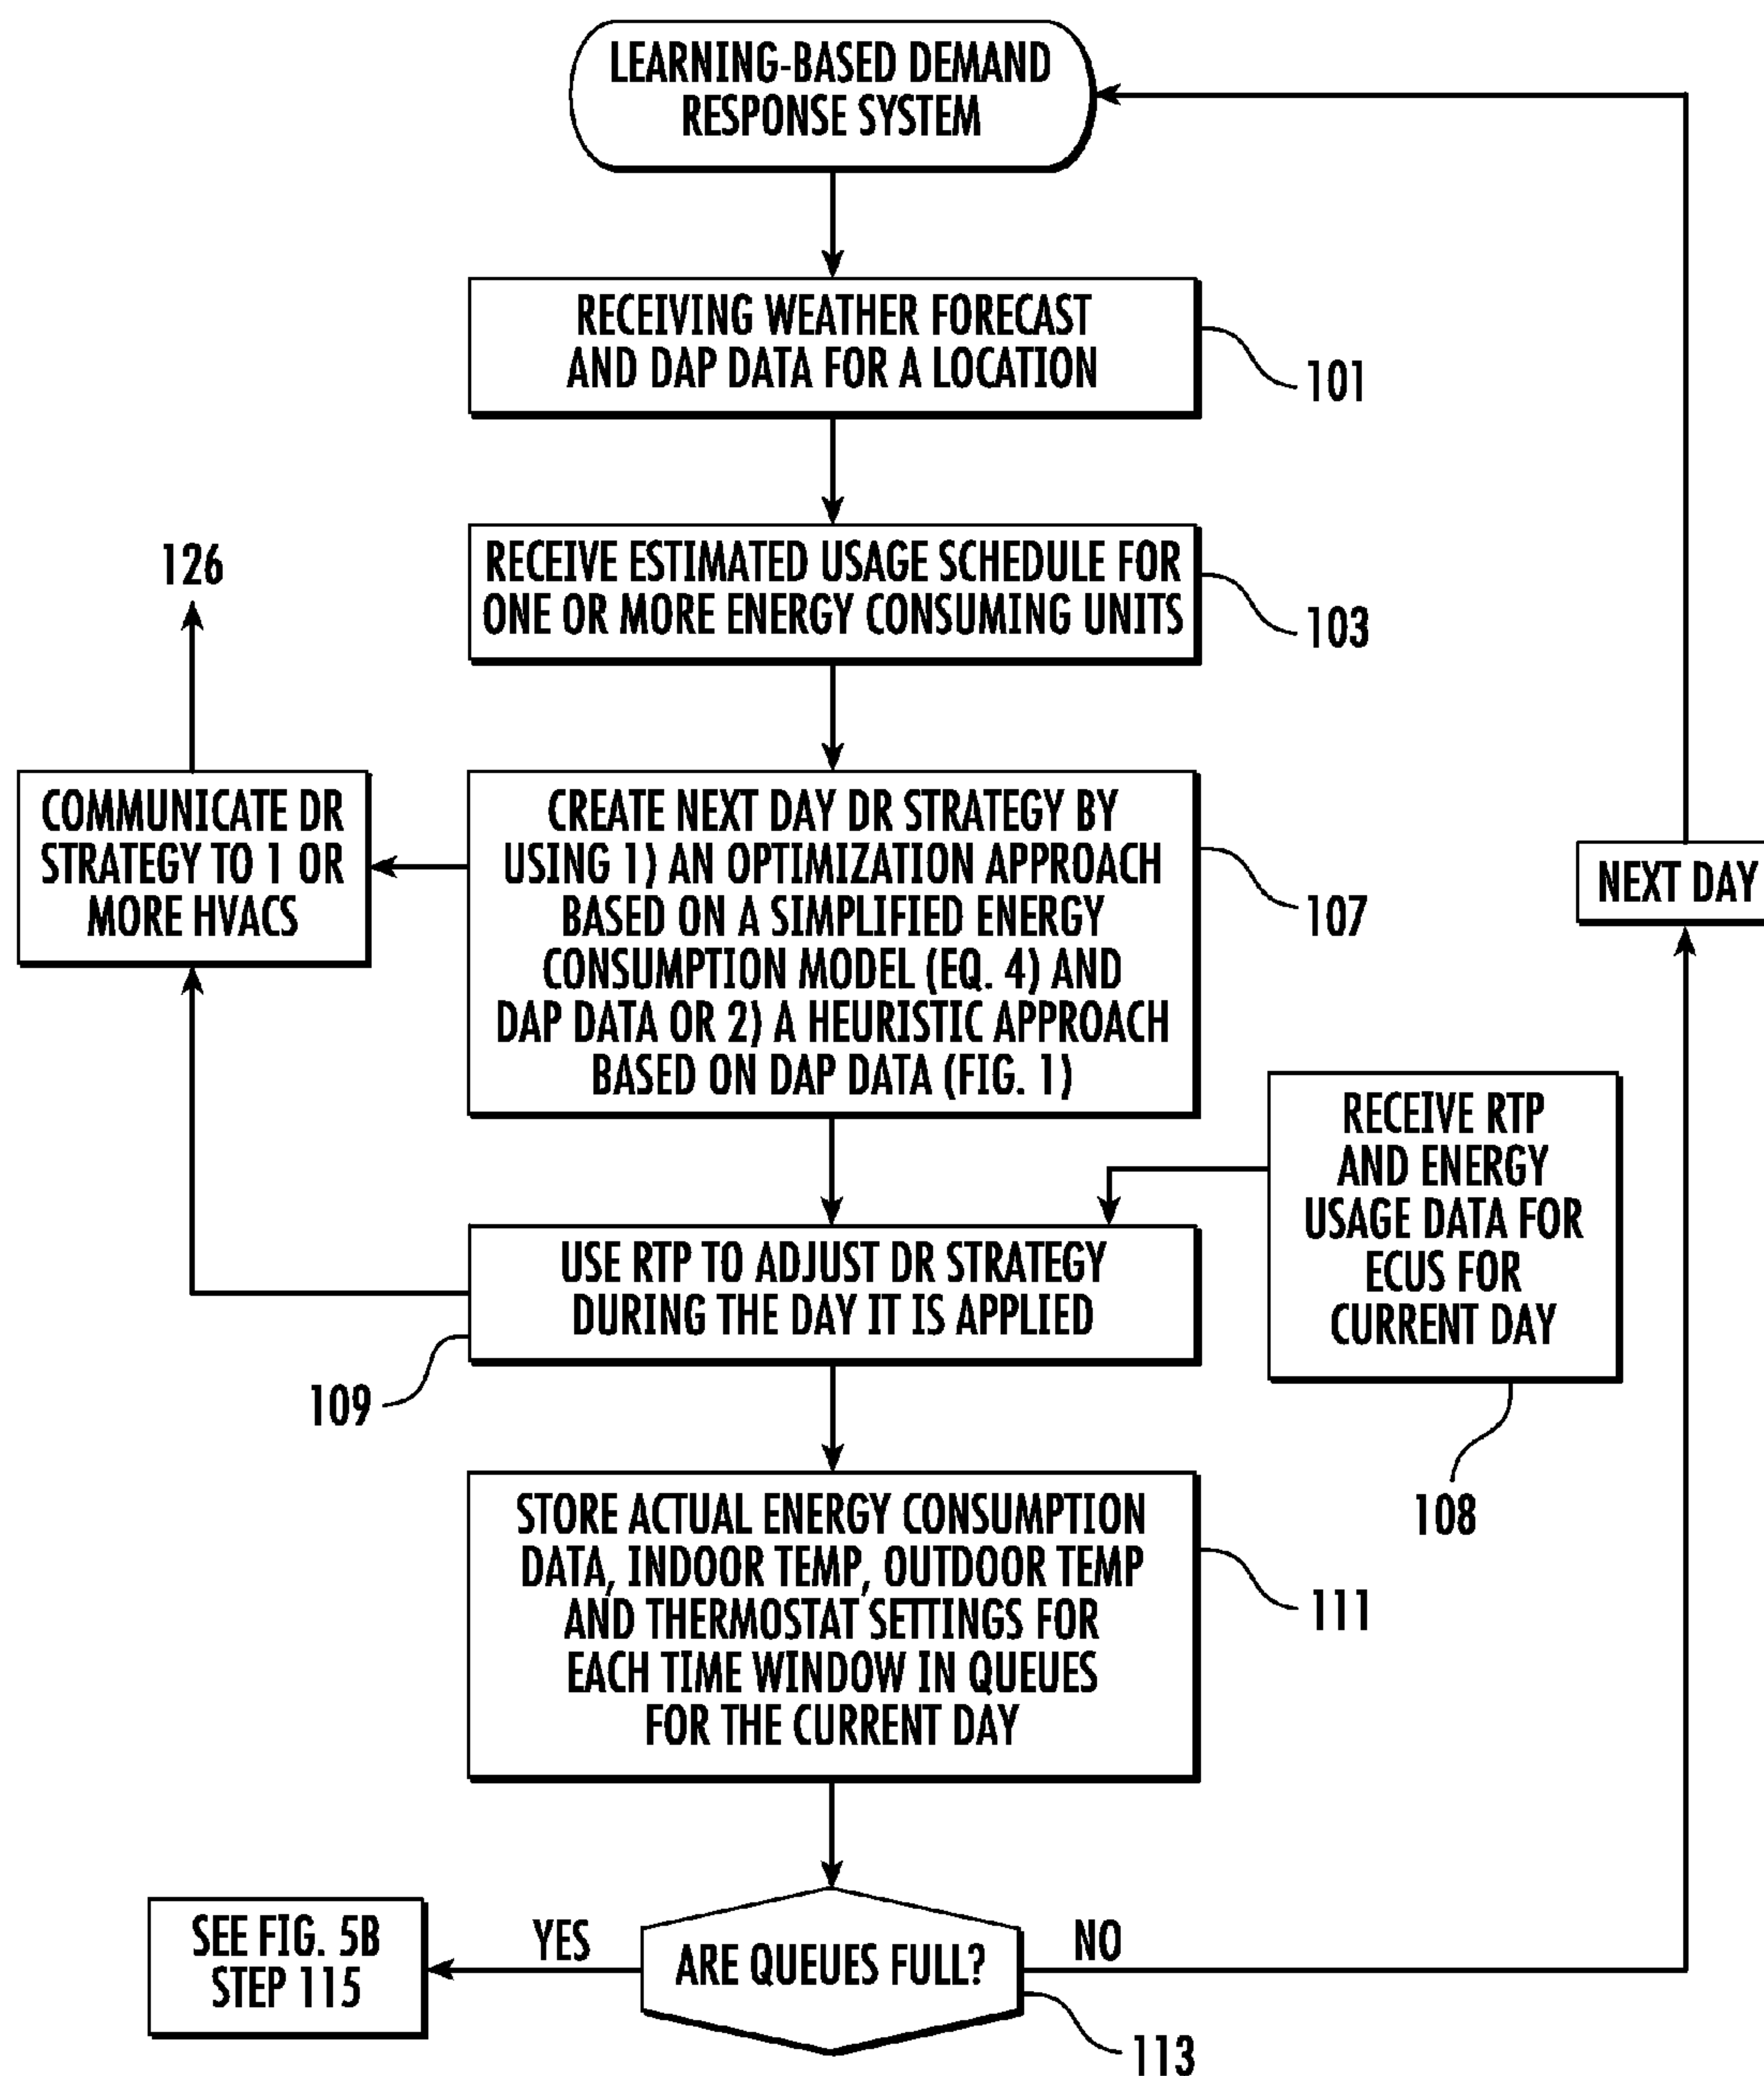 LEARNING-BASED DEMAND
RESPONSE SYSTEM
RECEIVING WEATHER FORECAST
AND DAP DATA FOR A LOCATION
101
RECEIVE ESTIMATED USAGE SCHEDULE FOR
ONE OR MORE ENERGY CONSUMING UNITS
103
126
COMMUNICATE DR
STRATEGY TO 1 OR
MORE HVACS
CREATE NEXT DAY DR STRATEGY BY
USING 1) AN OPTIMIZATION APPROACH
BASED ON A SIMPLIFIED ENERGY
CONSUMPTION MODEL (EQ. 4) AND
DAP DATA OR 2) A HEURISTIC APPROACH
BASED ON DAP DATA (FIG. 1)
107
NEXT DAY
RECEIVE RTP
AND ENERGY
USAGE DATA FOR
ECUS FOR
CURRENT DAY
108
USE RTP TO ADJUST DR STRATEGY
DURING THE DAY IT IS APPLIED
109
STORE ACTUAL ENERGY CONSUMPTION
DATA, INDOOR TEMP, OUTDOOR TEMP
AND THERMOSTAT SETTINGS FOR
EACH TIME WINDOW IN QUEUES
FOR THE CURRENT DAY
111
SEE FIG. 5B
STEP 115
YES
ARE QUEUES FULL?
NO
113